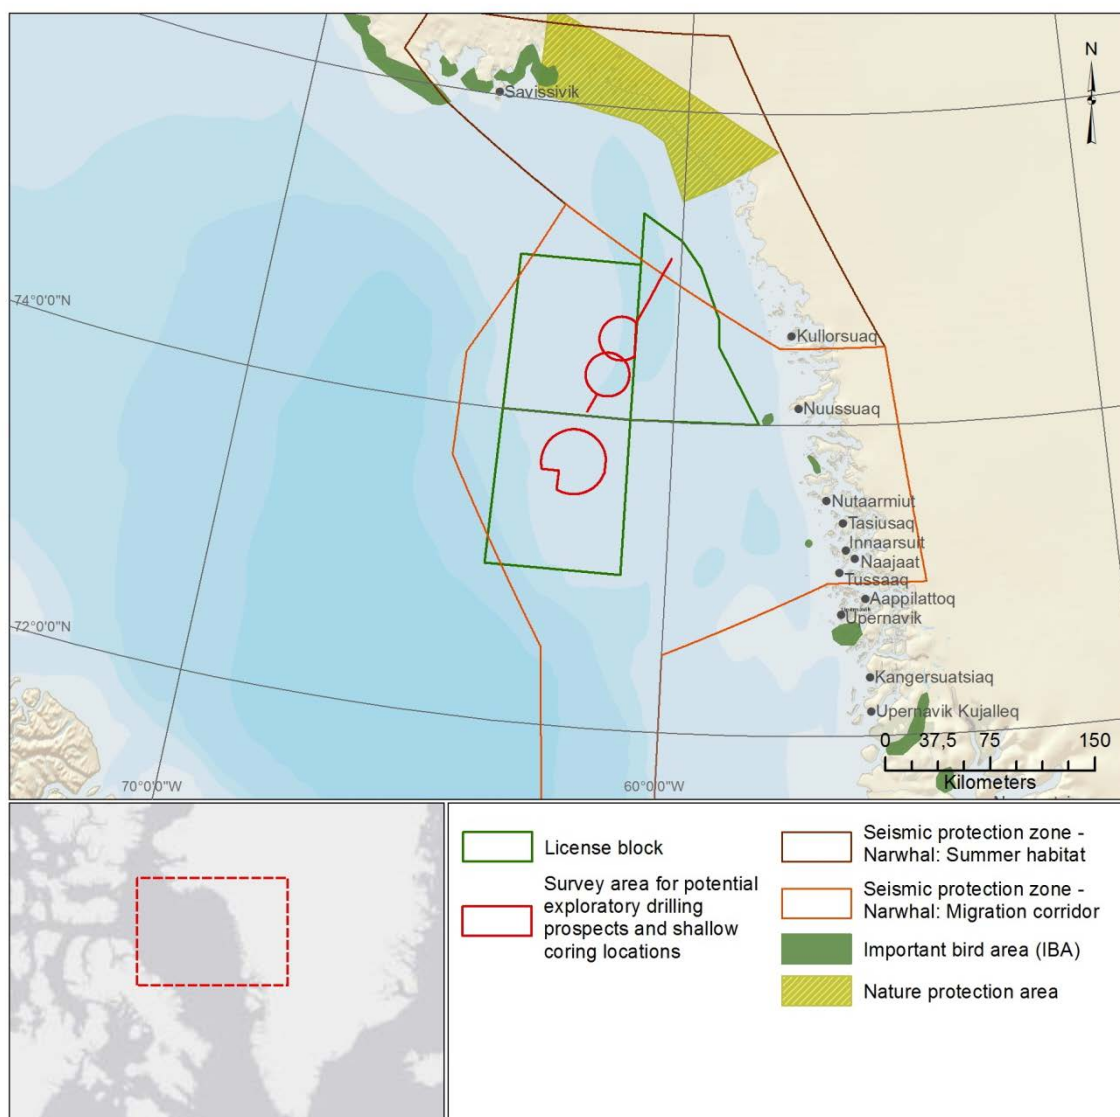 N
Savissivik
74°0'0"N
Kullorsuaq
Nuussuaq
Nutaarmiut
Tasiusaq
Innaarsuit
Naajaat
Tussaaq
Aappilattoq
Upernavik
72°0'0"N
Kangersuatsiaq
Upernavik Kujalleq
0 37,5 75 150
Kilometers
70°0'0"W
60°0'0"W
License block
Survey area for potential
exploratory drilling
prospects and shallow
coring locations
Seismic protection zone -
Narwhal: Summer habitat
Seismic protection zone -
Narwhal: Migration corridor
Important bird area (IBA)
Nature protection area